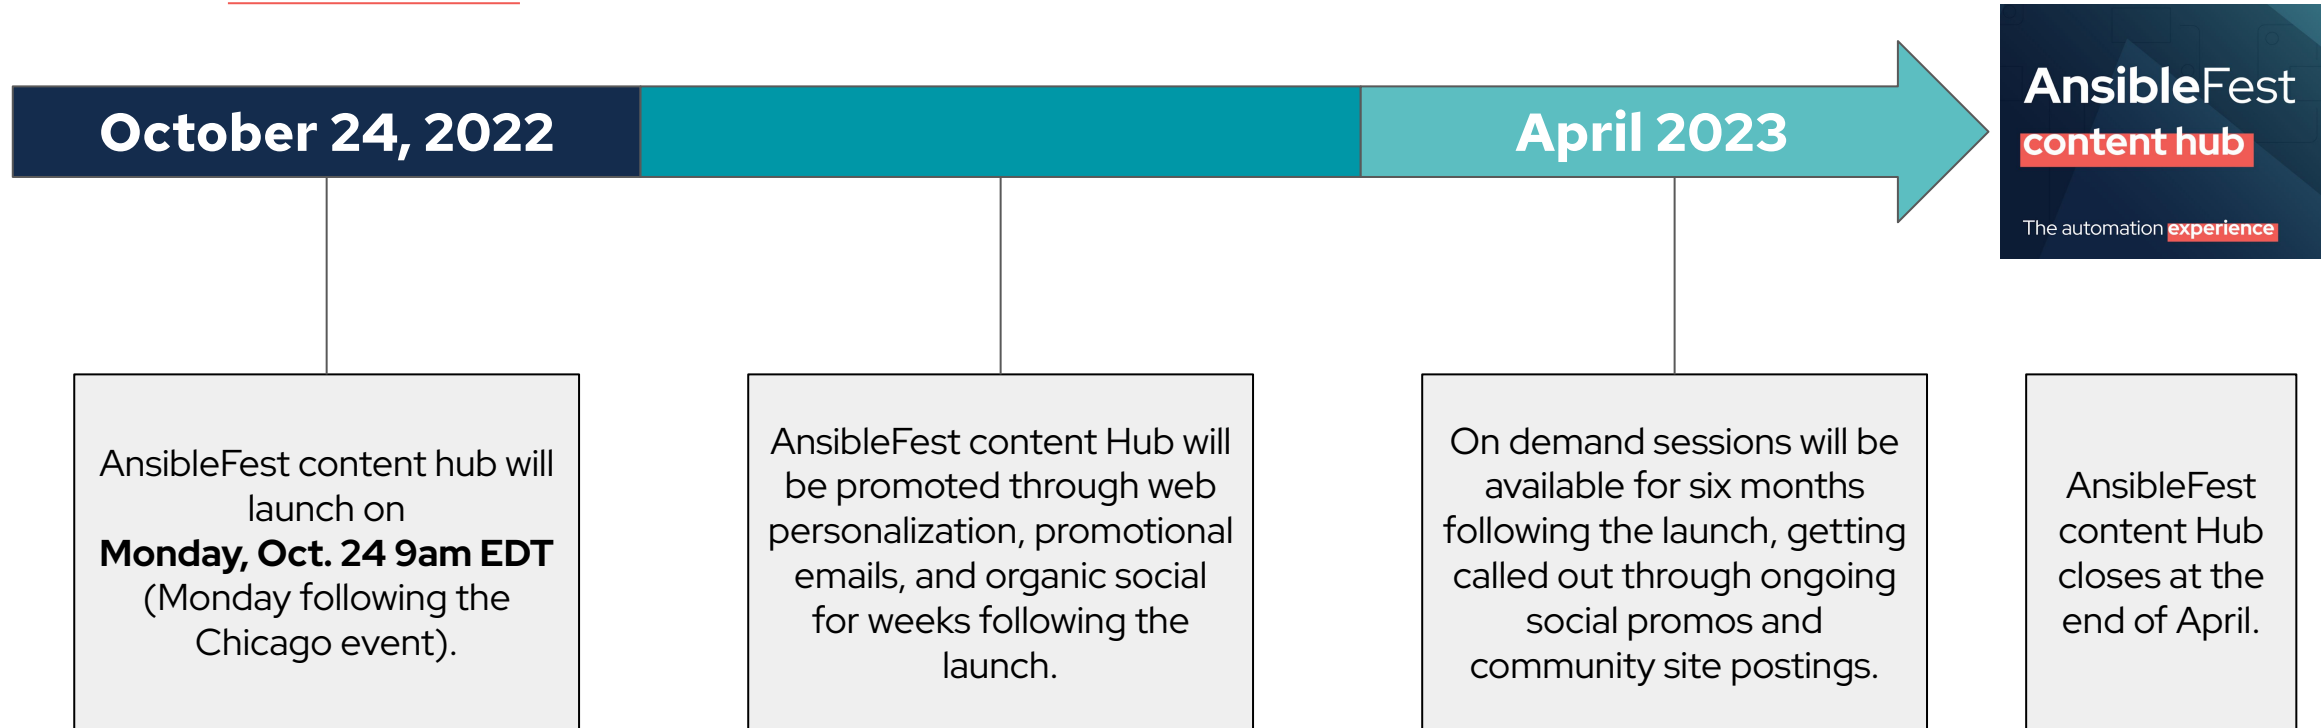 October 24, 2022
April 2023
AnsibleFest
content hub
The automation experience
AnsibleFest content hub will
launch on
Monday, Oct. 24 9am EDT
(Monday following the
Chicago event).
AnsibleFest content Hub will
be promoted through web
personalization, promotional
emails, and organic social
for weeks following the
launch.
On demand sessions will be
available for six months
following the launch, getting
called out through ongoing
social promos and
community site postings.
AnsibleFest
content Hub
closes at the
end of April.